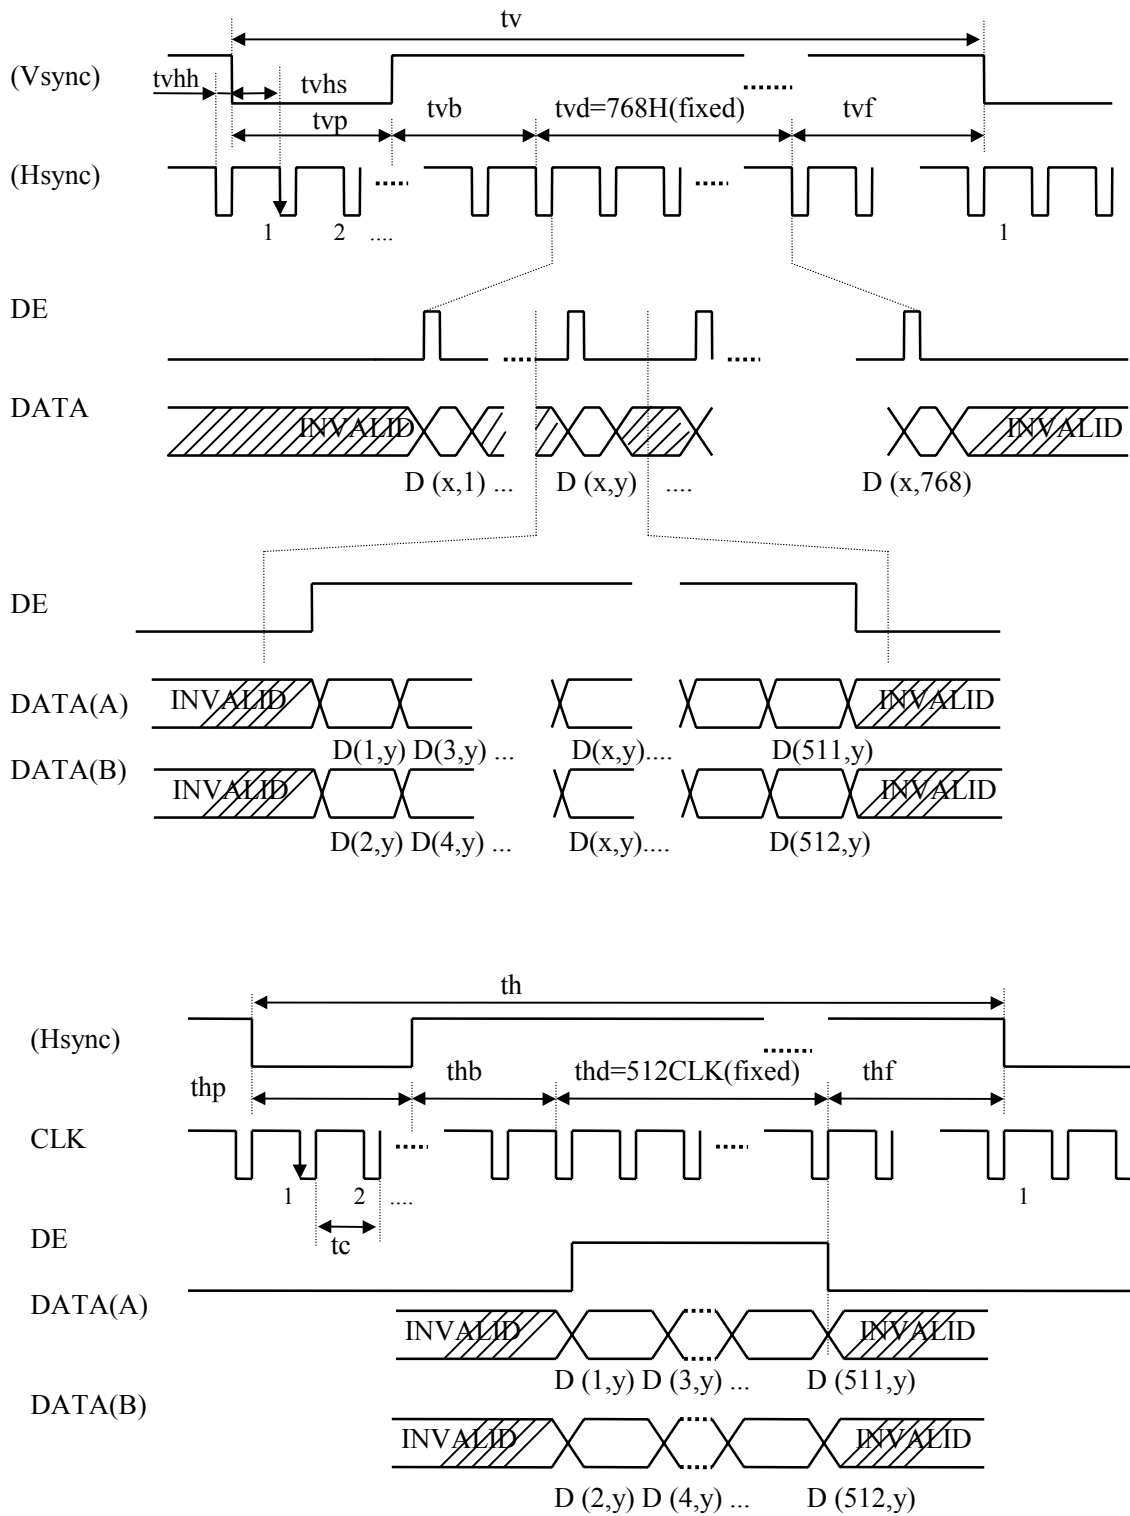 tv
(Vsync)
tvhh tvhs
tvp tvb tvd=768H(fixed) tvf
(Hsync)
1 2 .... 1
DE
DATA
INVALID INVALID
D (x,1) ... D (x,y) .... D (x,768)
DE
DATA(A) INVALID INVALID
D(1,y) D(3,y) ... D(x,y).... D(511,y)
DATA(B) INVALID INVALID
D(2,y) D(4,y) ... D(x,y).... D(512,y)
th
(Hsync)
thp thb thd=512CLK(fixed) thf
CLK
1 2 .... 1
tc
DE
DATA(A)
INVALID INVALID
D (1,y) D (3,y) ... D (511,y)
DATA(B)
INVALID INVALID
D (2,y) D (4,y) ... D (512,y)